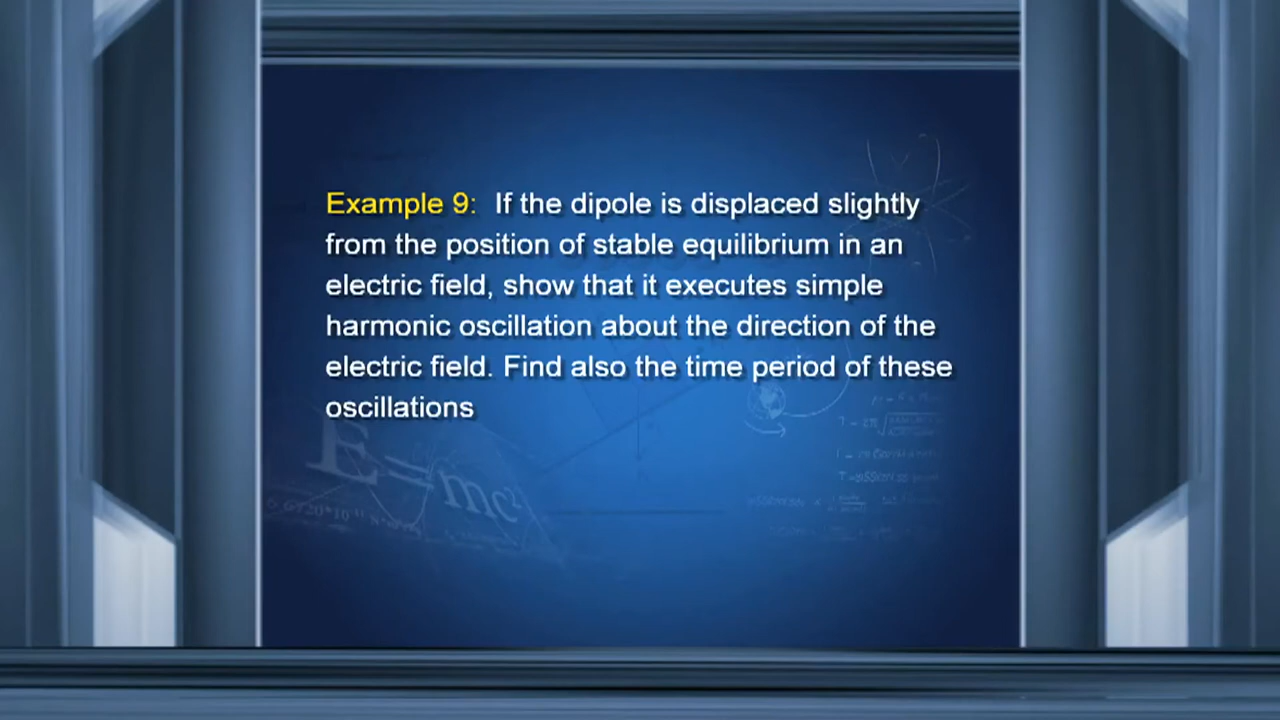 Example 9: If the dipole is displaced slightly
from the position of stable equilibrium in an
electric field, show that it executes simple
harmonic oscillation about the direction of the
electric field. Find also the time period of these
oscillations
E=mc²